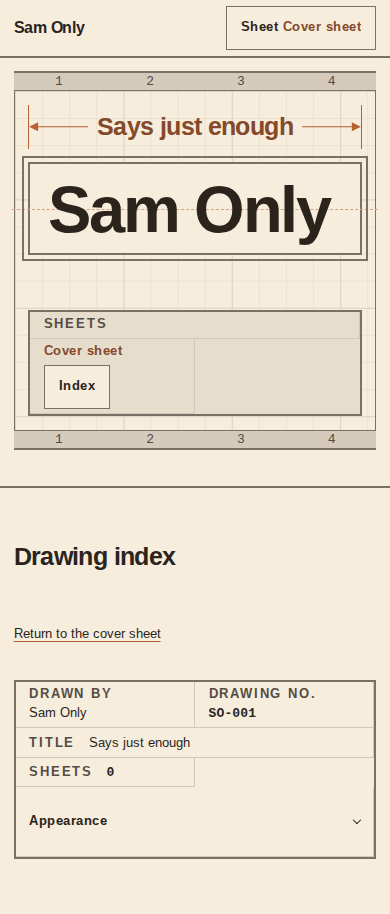 Sam Only
Sheet Cover sheet
1 2 3 4
Says just enough
Sam Only
SHEETS
Cover sheet
Index
1 2 3 4
Drawing index
Return to the cover sheet
DRAWN BY
Sam Only
DRAWING NO.
SO-001
TITLE Says just enough
SHEETS 0
Appearance